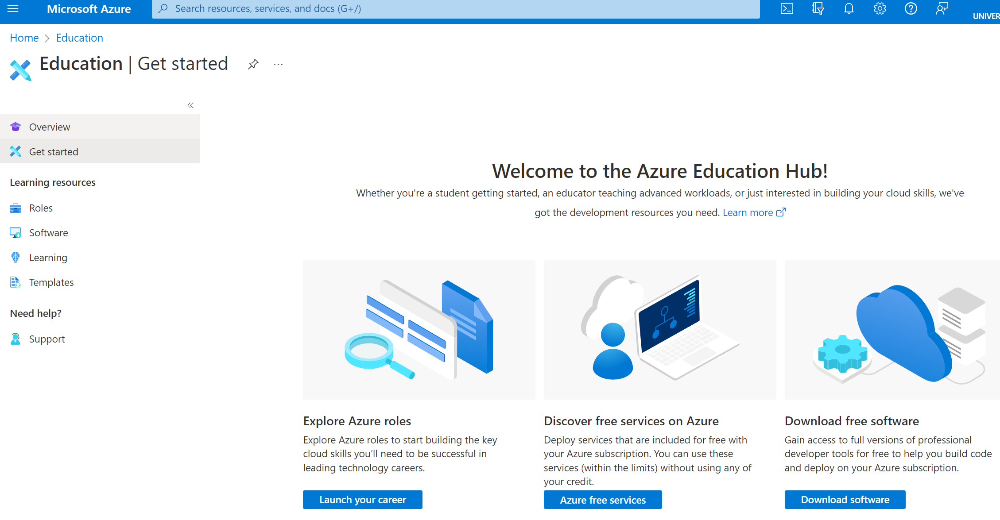 Microsoft Azure
Search resources, services, and docs (G+/)
UNIVER
Home > Education
Education | Get started
Overview
Get started
Learning resources
Roles
Software
Learning
Templates
Need help?
Support
Welcome to the Azure Education Hub!
Whether you're a student getting started, an educator teaching advanced workloads, or just interested in building your cloud skills, we've
got the development resources you need. Learn more
Explore Azure roles
Explore Azure roles to start building the key
cloud skills you’ll need to be successful in
leading technology careers.
Launch your career
Discover free services on Azure
Deploy services that are included for free with
your Azure subscription. You can use these
services (within the limits) without using any of
your credit.
Azure free services
Download free software
Gain access to full versions of professional
developer tools for free to help you build code
and deploy on your Azure subscription.
Download software